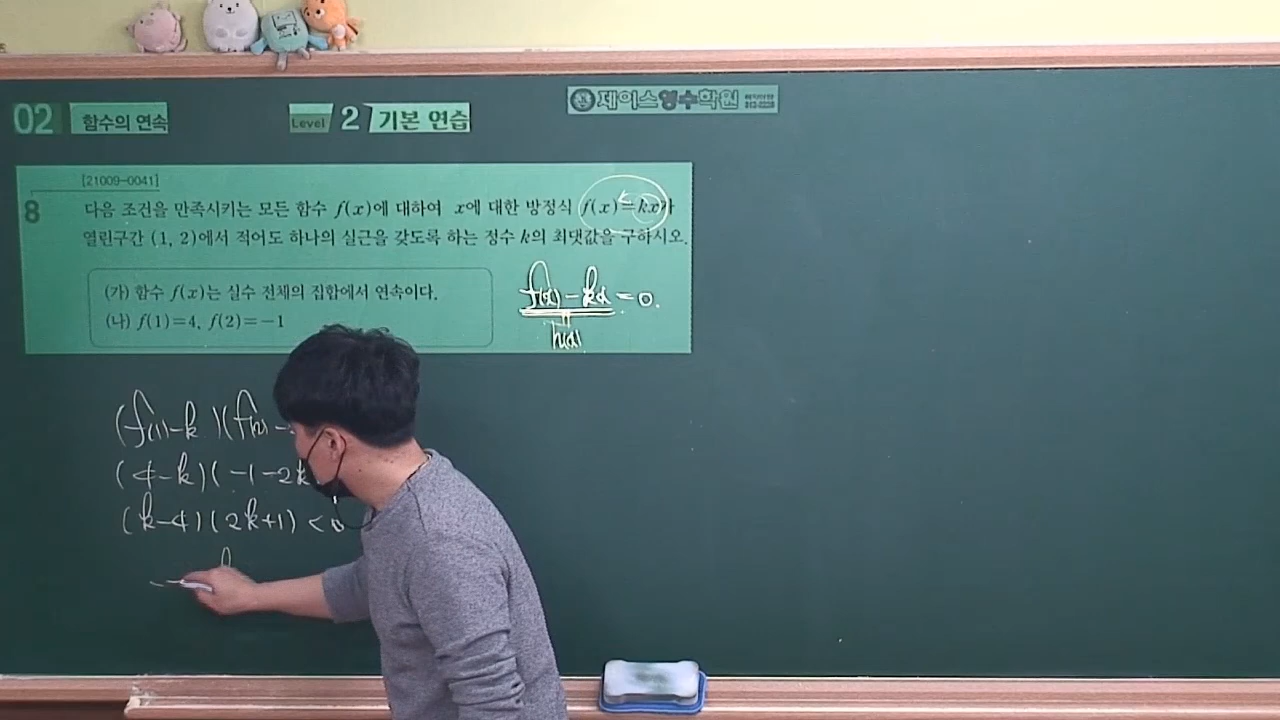 02 함수의 연속 Level 2 기본 연습 제이스영수학원
[21009-0041]
8 다음 조건을 만족시키는 모든 함수 f(x)에 대하여 x에 대한 방정식 f(x)=kx가
열린구간 (1, 2)에서 적어도 하나의 실근을 갖도록 하는 정수 k의 최댓값을 구하시오.
(가) 함수 f(x)는 실수 전체의 집합에서 연속이다.
(나) f(1)=4, f(2)=-1
f(x)-kx=0.
h(x)
(f(1)-k)(f(2)-
(4-k)(-1-2k
(k-4)(2k+1)<0